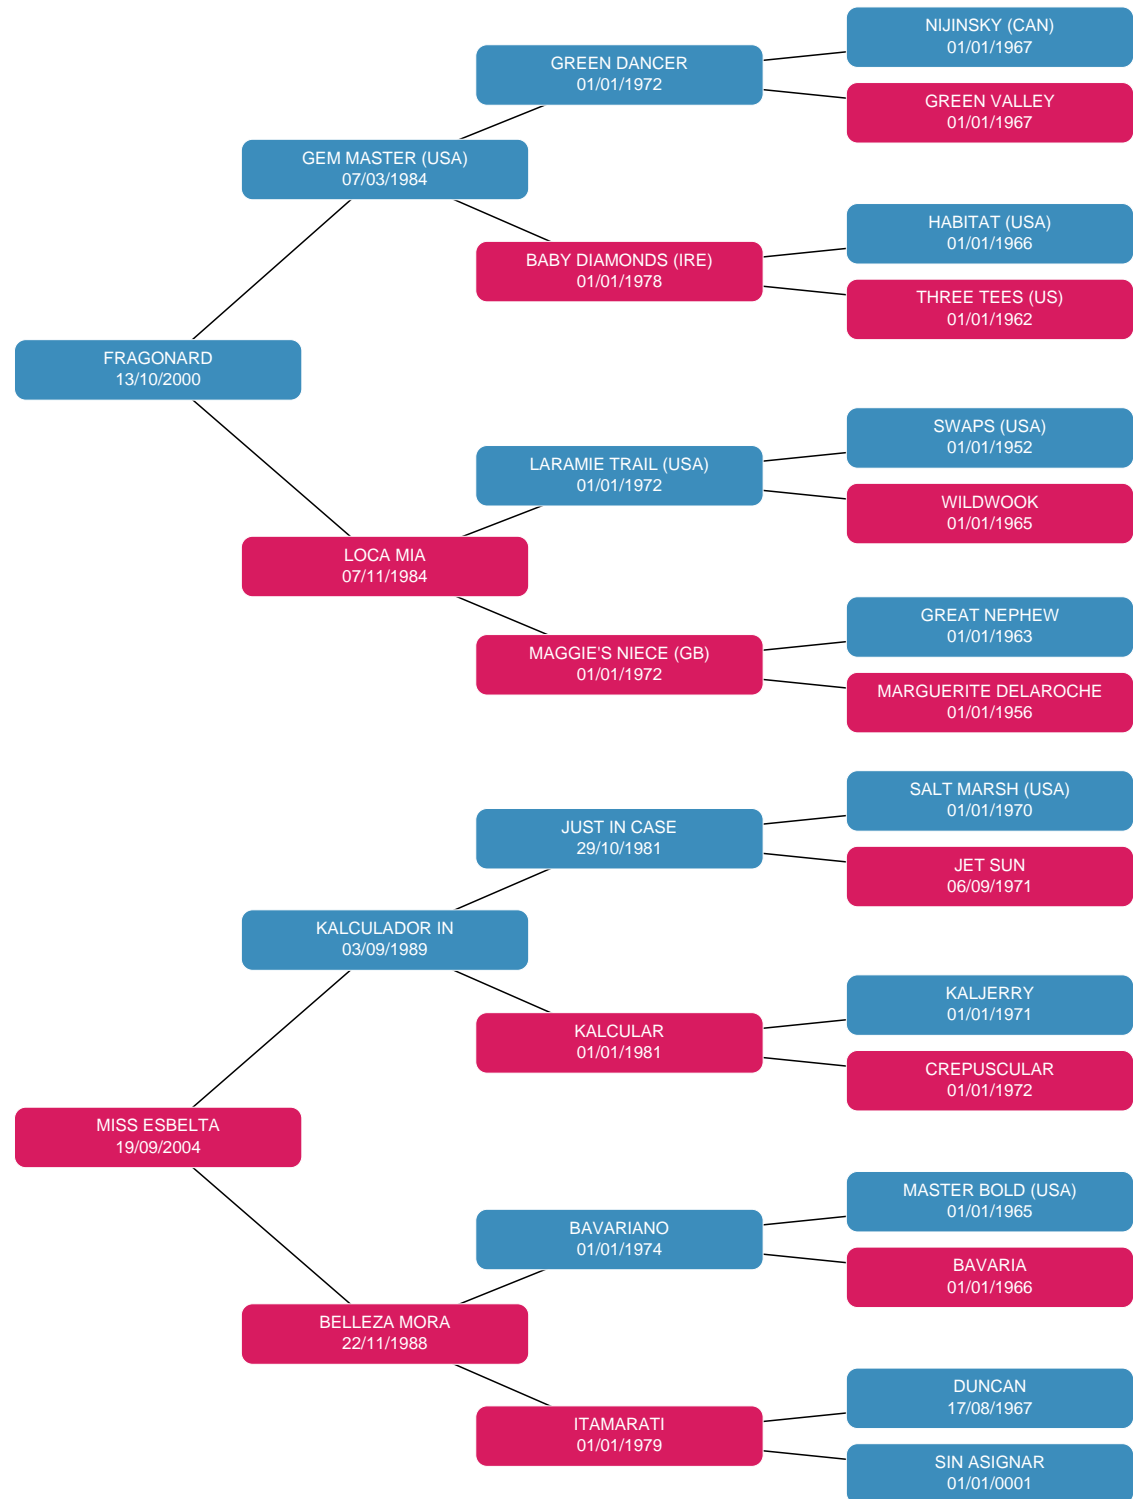 NIJINSKY (CAN)
01/01/1967
GREEN DANCER
01/01/1972
GREEN VALLEY
01/01/1967
GEM MASTER (USA)
07/03/1984
HABITAT (USA)
01/01/1966
BABY DIAMONDS (IRE)
01/01/1978
THREE TEES (US)
01/01/1962
FRAGONARD
13/10/2000
SWAPS (USA)
01/01/1952
LARAMIE TRAIL (USA)
01/01/1972
WILDWOOK
01/01/1965
LOCA MIA
07/11/1984
GREAT NEPHEW
01/01/1963
MAGGIE'S NIECE (GB)
01/01/1972
MARGUERITE DELAROCHE
01/01/1956
SALT MARSH (USA)
01/01/1970
JUST IN CASE
29/10/1981
JET SUN
06/09/1971
KALCULADOR IN
03/09/1989
KALJERRY
01/01/1971
KALCULAR
01/01/1981
CREPUSCULAR
01/01/1972
MISS ESBELTA
19/09/2004
MASTER BOLD (USA)
01/01/1965
BAVARIANO
01/01/1974
BAVARIA
01/01/1966
BELLEZA MORA
22/11/1988
DUNCAN
17/08/1967
ITAMARATI
01/01/1979
SIN ASIGNAR
01/01/0001